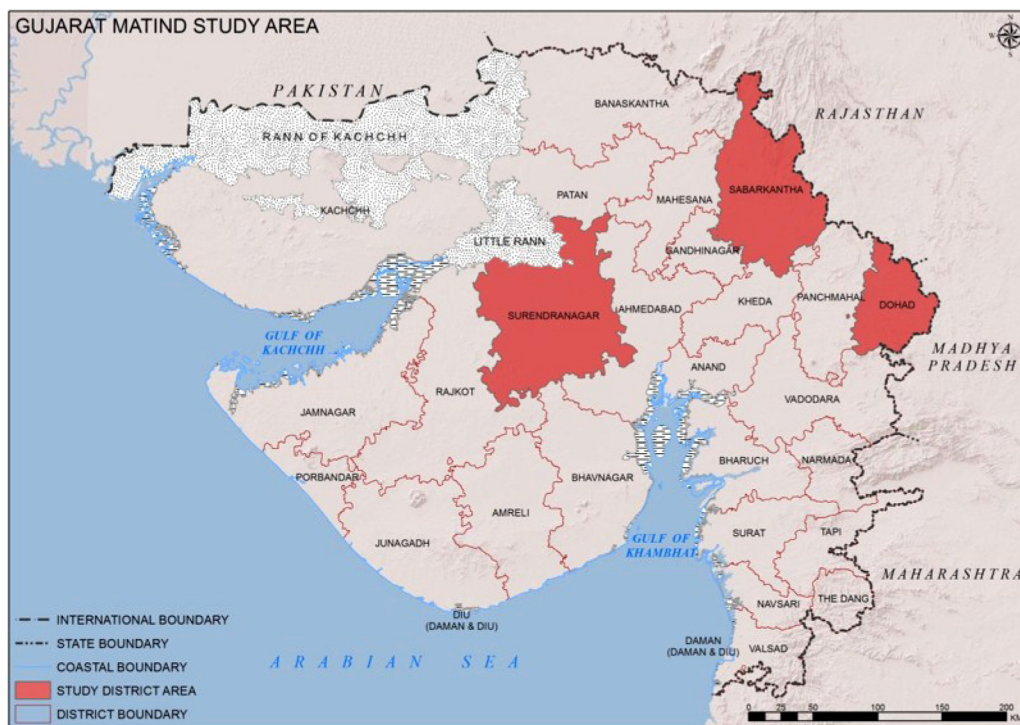 GUJARAT MATIND STUDY AREA
N
W
PAKISTAN
RANN OF KACHCHH
BANASKANTHA
RAJASTHAN
KACHCHH
PATAN
MAHESANA
SABARKANTHA
LITTLE RANN
GANDHINAGAR
SURENDRANAGAR
AHMEDABAD
KHEDA
PANCHMAHAL
DOHAD
GULF OF
KACHCHH
MADHYA
PRADESH
ANAND
RAJKOT
VADODARA
JAMNAGAR
BHARUCH
NARMADA
PORBANDAR
BHAVNAGAR
AMRELI
JUNAGADH
SURAT
TAPI
GULF OF
KHAMBHAT
MAHARASHTRA
NAVSARI
THE DANG
DIU
(DAMAN & DIU)
DAMAN
(DAMAN & DIU)
VALSAD
ARABIAN SEA
INTERNATIONAL BOUNDARY
STATE BOUNDARY
COASTAL BOUNDARY
STUDY DISTRICT AREA
DISTRICT BOUNDARY
0 25 50 100 150 200
KM